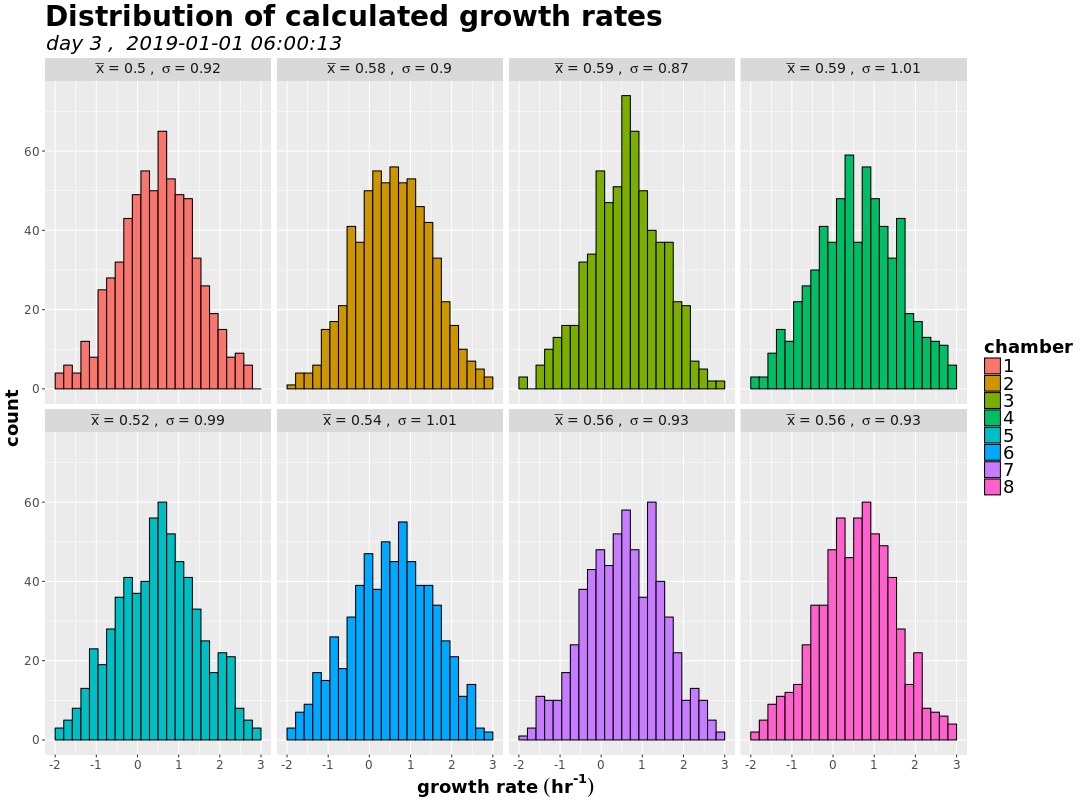 Distribution of calculated growth rates
day 3 ,  2019-01-01 06:00:13
x̅ = 0.5 ,  σ = 0.92
x̅ = 0.58 ,  σ = 0.9
x̅ = 0.59 ,  σ = 0.87
x̅ = 0.59 ,  σ = 1.01
60
40
20
0
x̅ = 0.52 ,  σ = 0.99
x̅ = 0.54 ,  σ = 1.01
x̅ = 0.56 ,  σ = 0.93
x̅ = 0.56 ,  σ = 0.93
60
40
20
0
-2 -1 0 1 2 3
-2 -1 0 1 2 3
-2 -1 0 1 2 3
-2 -1 0 1 2 3
count
growth rate (hr⁻¹)
chamber
1
2
3
4
5
6
7
8